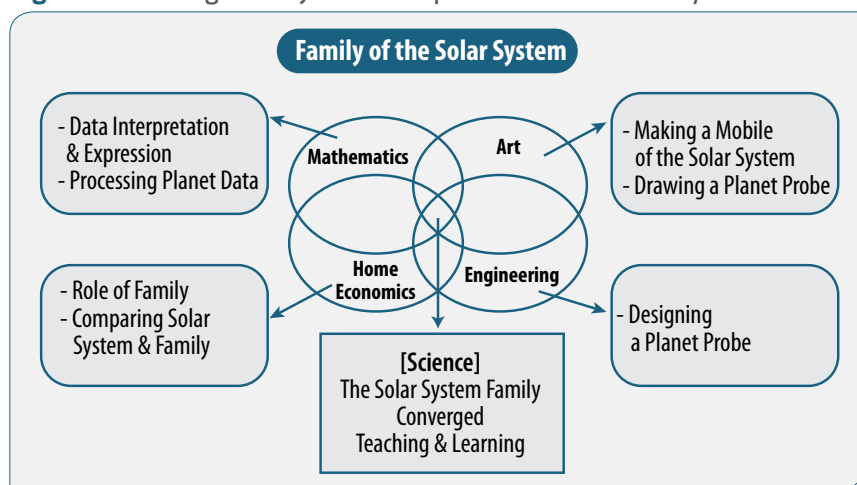 Family of the Solar System
- Data Interpretation
& Expression
- Processing Planet Data
Mathematics
Art
- Making a Mobile
of the Solar System
- Drawing a Planet Probe
- Role of Family
- Comparing Solar
System & Family
Home
Economics
Engineering
- Designing
a Planet Probe
[Science]
The Solar System Family
Converged
Teaching & Learning